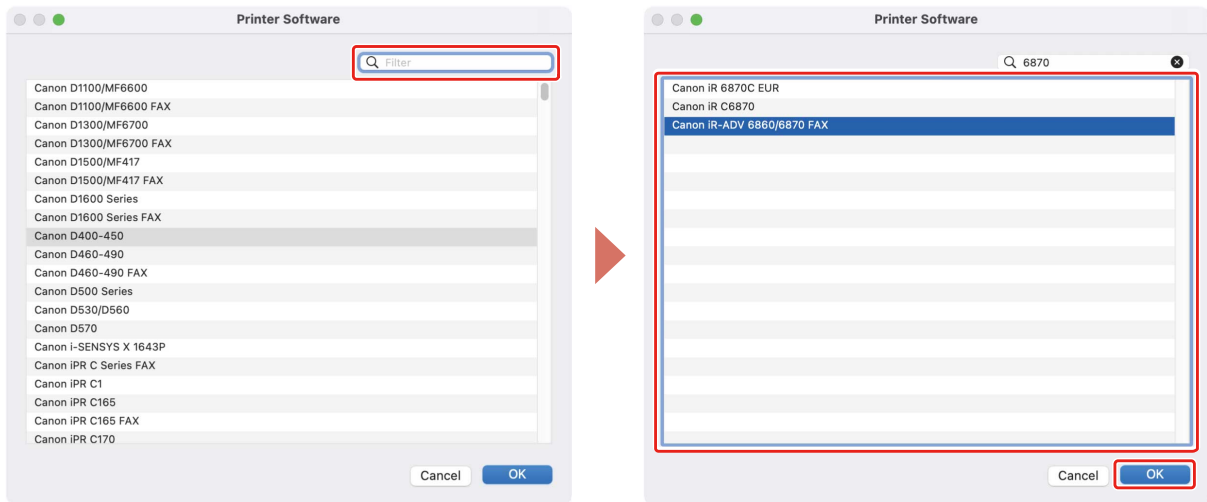 Printer Software
Filter
Canon D1100/MF6600
Canon D1100/MF6600 FAX
Canon D1300/MF6700
Canon D1300/MF6700 FAX
Canon D1500/MF417
Canon D1500/MF417 FAX
Canon D1600 Series
Canon D1600 Series FAX
Canon D400-450
Canon D460-490
Canon D460-490 FAX
Canon D500 Series
Canon D530/D560
Canon D570
Canon i-SENSYS X 1643P
Canon iPR C Series FAX
Canon iPR C1
Canon iPR C165
Canon iPR C165 FAX
Canon iPR C170
Cancel
OK
Printer Software
6870
Canon iR 6870C EUR
Canon iR C6870
Canon iR-ADV 6860/6870 FAX
Cancel
OK